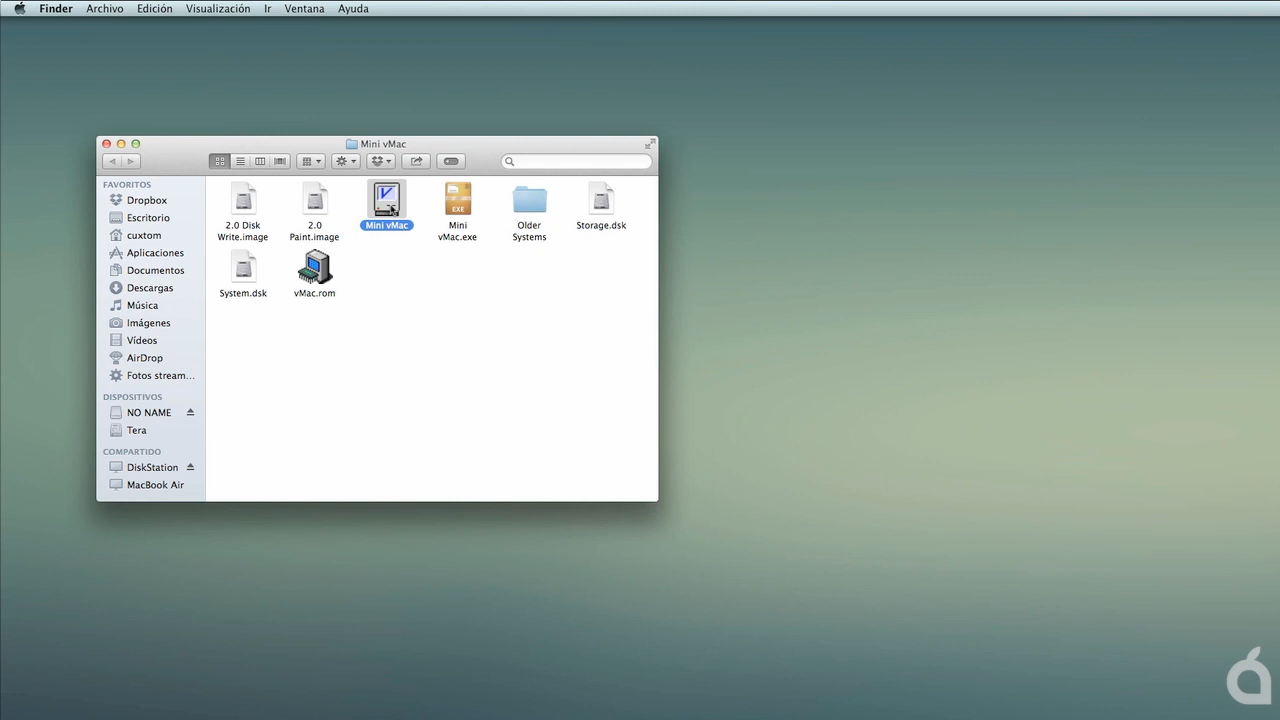 Finder Archivo Edición Visualización Ir Ventana Ayuda
Mini vMac
FAVORITOS
Dropbox
Escritorio
cuxtom
Aplicaciones
Documentos
Descargas
Música
Imágenes
Vídeos
AirDrop
Fotos stream...
DISPOSITIVOS
NO NAME
Tera
COMPARTIDO
DiskStation
MacBook Air
2.0 Disk
Write.image
2.0
Paint.image
Mini vMac
EXE
Mini
vMac.exe
Older
Systems
Storage.dsk
System.dsk
vMac.rom